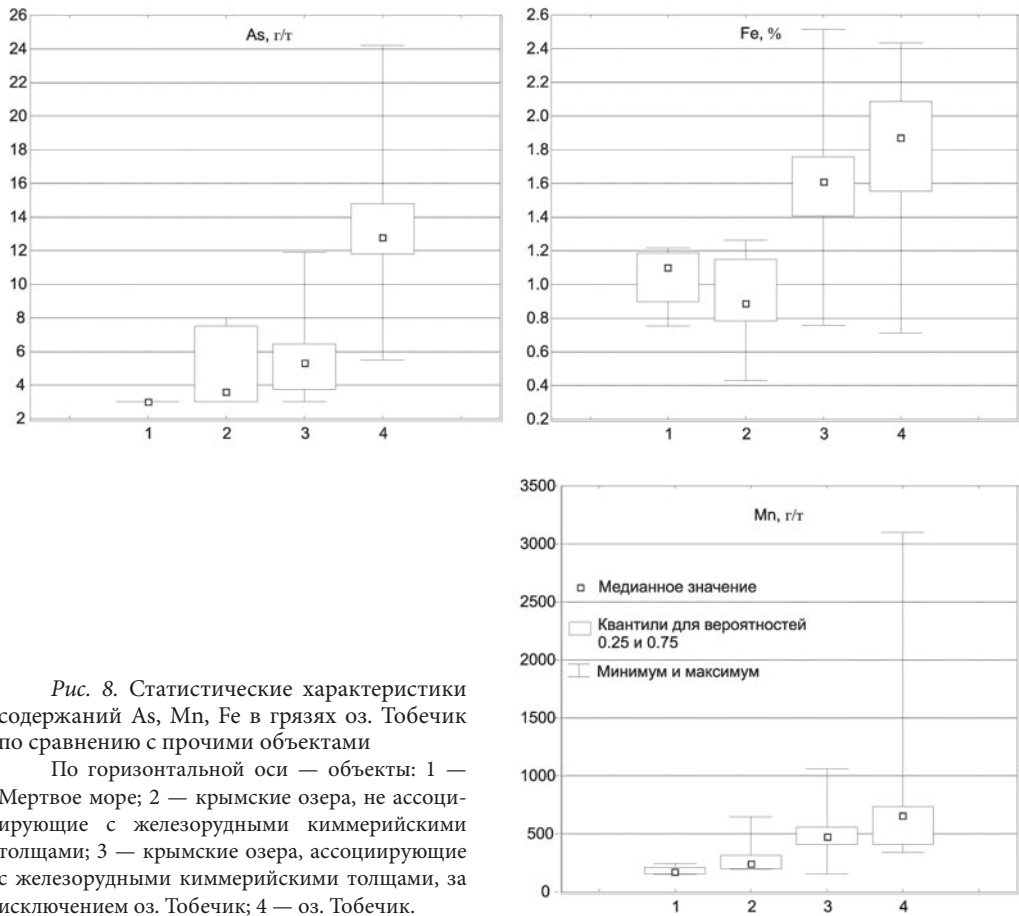 As, г/т
26
24
22
20
18
16
14
12
10
8
6
4
2
1 2 3 4
Fe, %
2.6
2.4
2.2
2.0
1.8
1.6
1.4
1.2
1.0
0.8
0.6
0.4
0.2
1 2 3 4
Mn, г/т
3500
3000
2500
2000
1500
1000
500
0
Медианное значение
Квантили для вероятностей
0.25 и 0.75
Минимум и максимум
1 2 3 4
Рис. 8. Статистические характеристики
содержаний As, Mn, Fe в грязях оз. Тобечик
по сравнению с прочими объектами
По горизонтальной оси — объекты: 1 —
Мертвое море; 2 — крымские озера, не ассоци-
ирующие с железорудными киммерийскими
толщами; 3 — крымские озера, ассоциирующие
с железорудными киммерийскими толщами, за
исключением оз. Тобечик; 4 — оз. Тобечик.